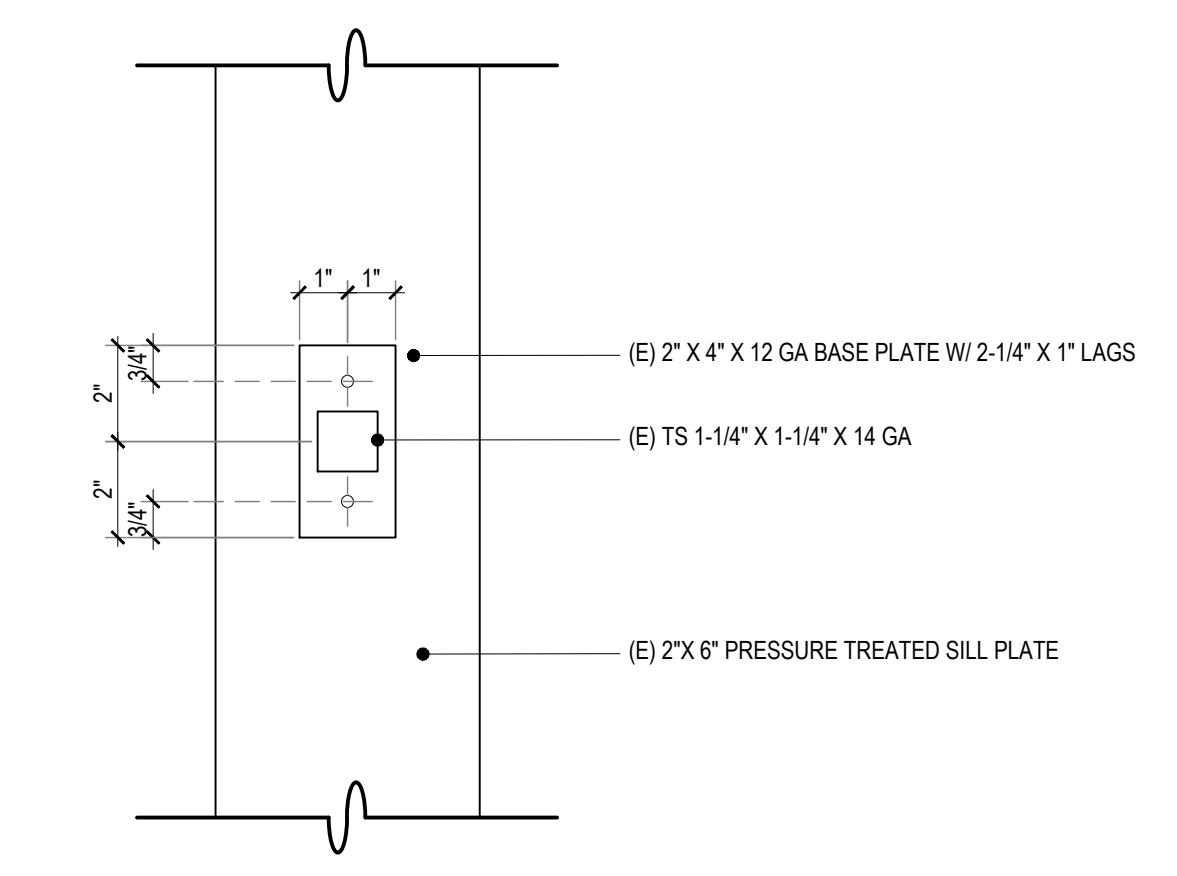 1" 1"
3/4"
2"
(E) 2" X 4" X 12 GA BASE PLATE W/ 2-1/4" X 1" LAGS
(E) TS 1-1/4" X 1-1/4" X 14 GA
2"
3/4"
(E) 2"X 6" PRESSURE TREATED SILL PLATE